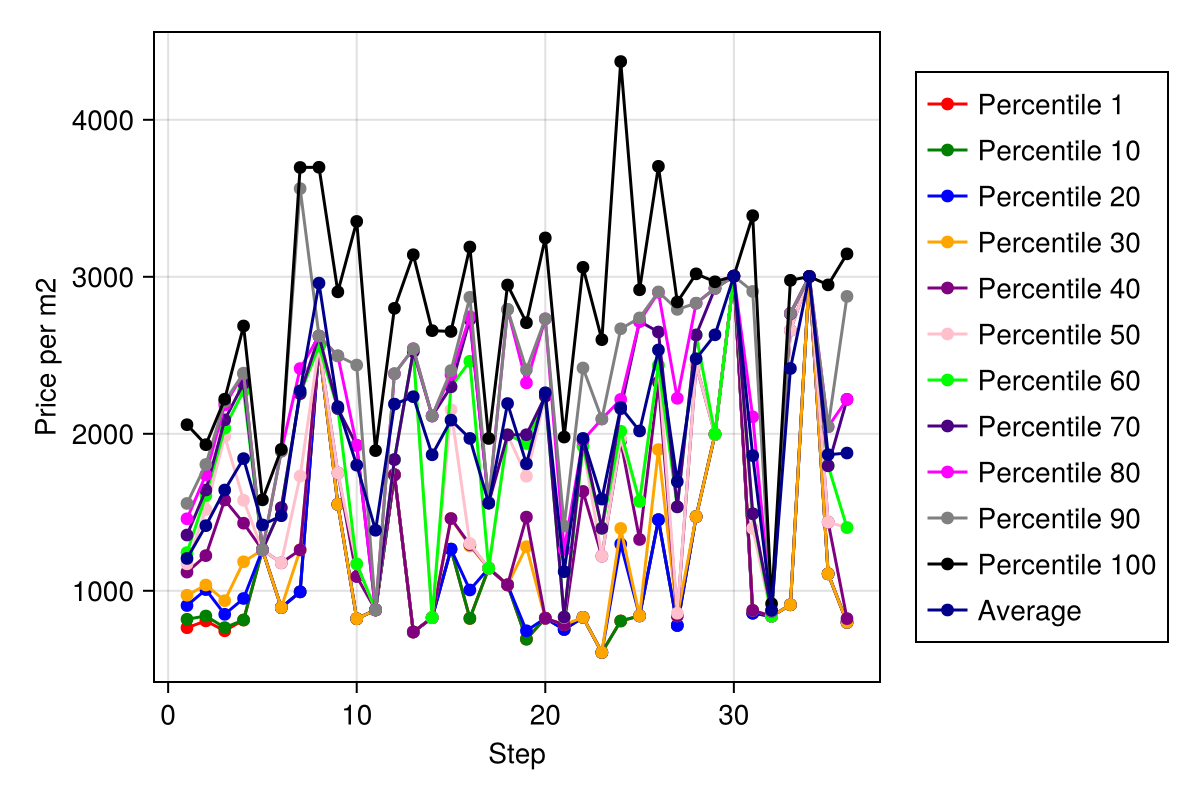 4000
3000
2000
1000
Price per m2
0
10
20
30
Step
Percentile 1
Percentile 10
Percentile 20
Percentile 30
Percentile 40
Percentile 50
Percentile 60
Percentile 70
Percentile 80
Percentile 90
Percentile 100
Average